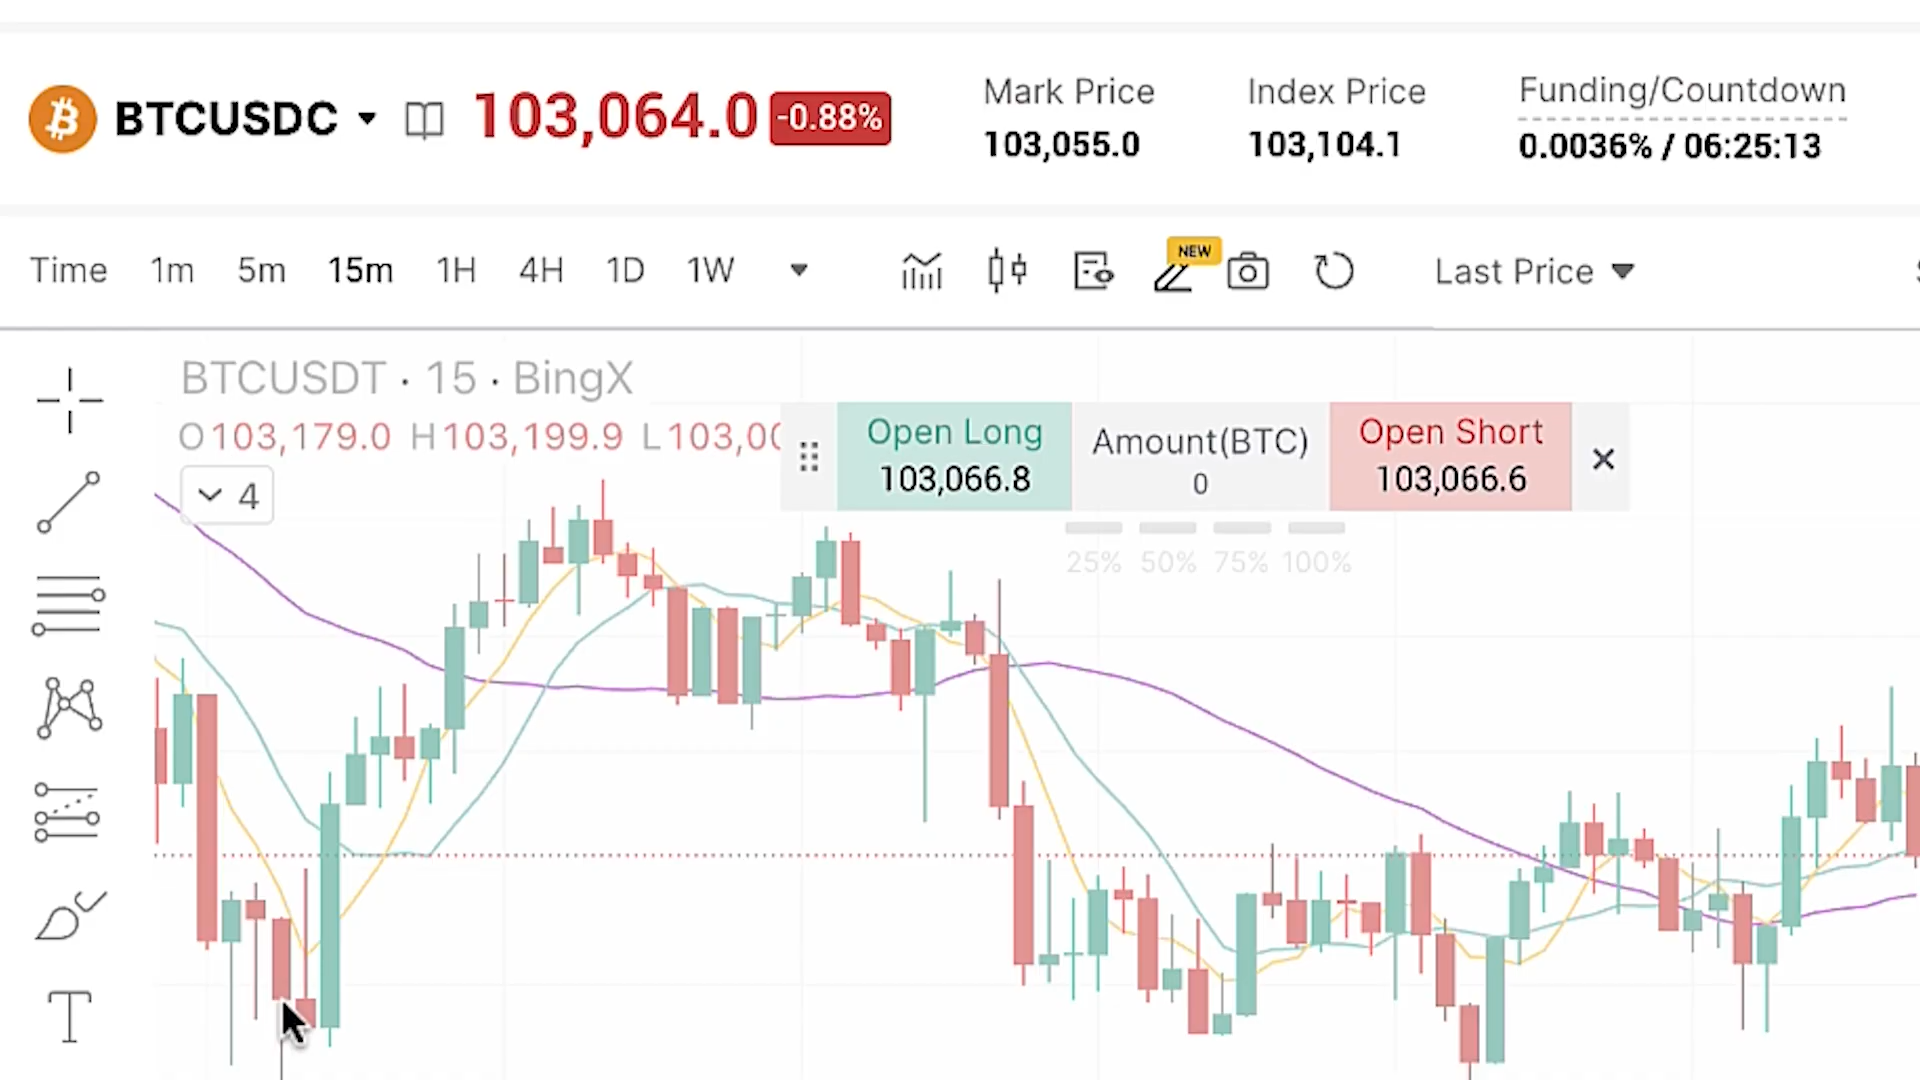 BTCUSDC 103,064.0 -0.88%
Mark Price
103,055.0
Index Price
103,104.1
Funding/Countdown
0.0036% / 06:25:13
Time 1m 5m 15m 1H 4H 1D 1W NEW Last Price
BTCUSDT · 15 · BingX
O103,179.0 H103,199.9 L103,00
4
Open Long
103,066.8
Amount(BTC)
0
Open Short
103,066.6
25% 50% 75% 100%